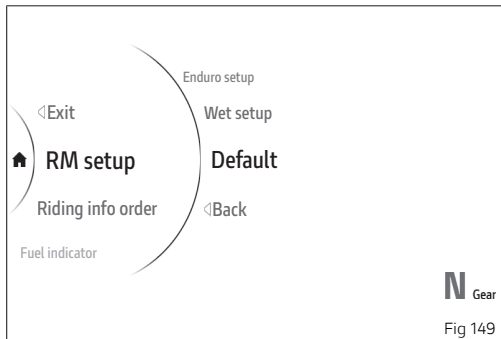 Enduro setup
◁Exit
Wet setup
RM setup
Default
Riding info order
◁Back
Fuel indicator
N Gear
Fig 149